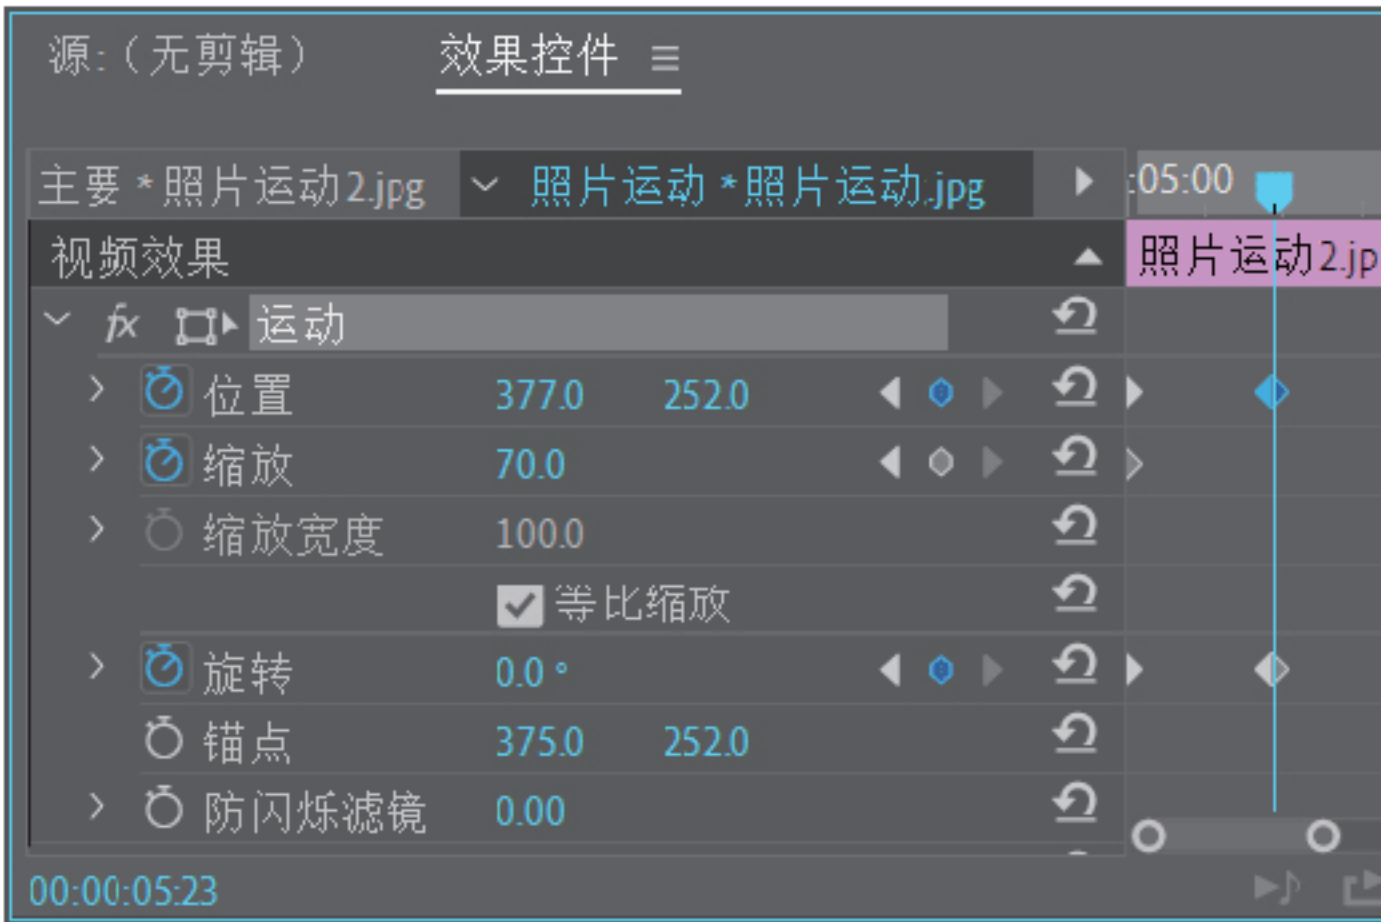 源:（无剪辑） 效果控件
主要 * 照片运动2.jpg 照片运动 * 照片运动.jpg :05:00
视频效果 照片运动2.jp
fx 运动
位置 377.0 252.0
缩放 70.0
缩放宽度 100.0
等比缩放
旋转 0.0 °
锚点 375.0 252.0
防闪烁滤镜 0.00
00:00:05:23